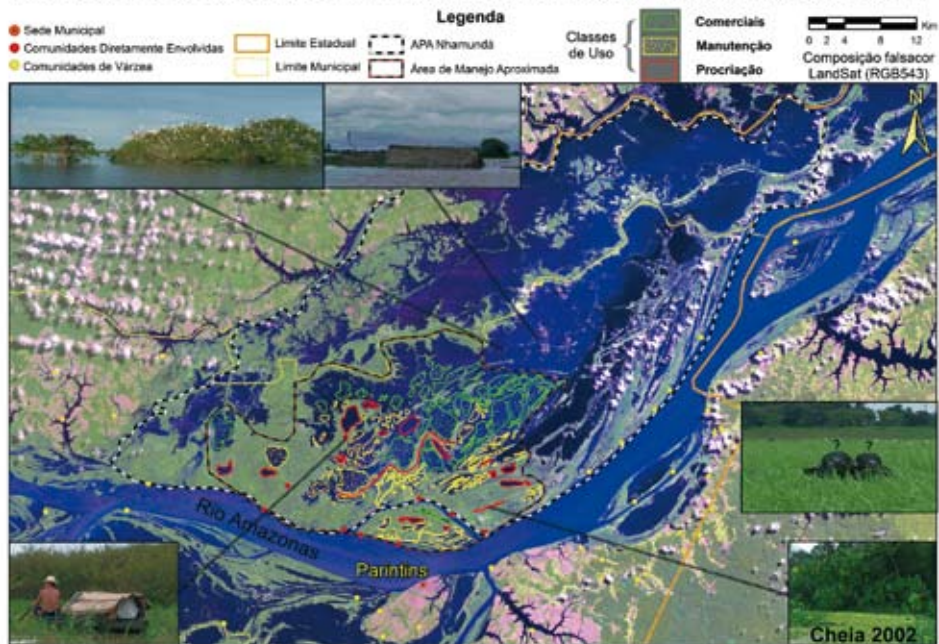 Legenda
Sede Municipal
Comunidades Diretamente Envolvidas
Comunidades de Várzea
Limite Estadual
Limite Municipal
APA Nhamundá
Área de Manejo Aproximada
Classes
de Uso
Comerciais
Manutenção
Procriação
Km
0 2 4 8 12
Composição falsacor
LandSat (RGB543)
N
? ?
Rio Amazonas
Parintins
Cheia 2002